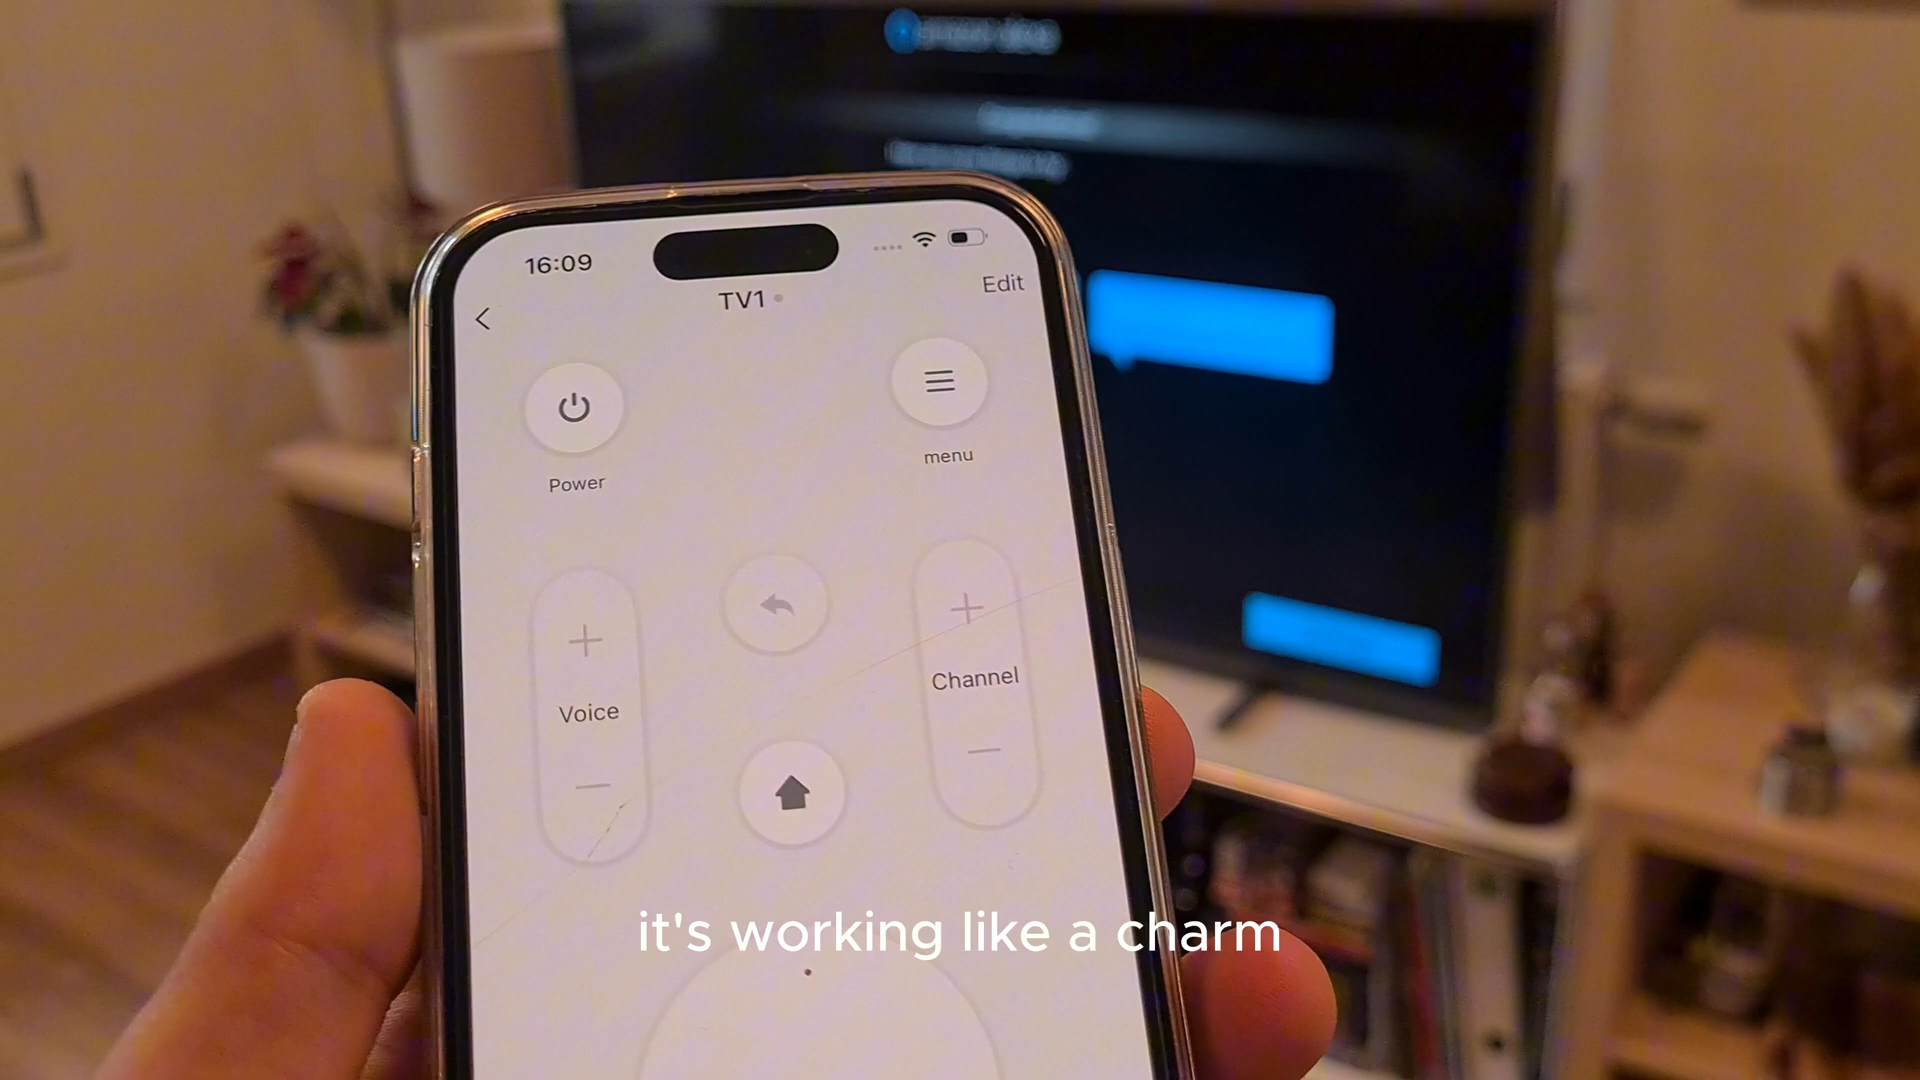 16:09
Edit
TV1
menu
Power
Channel
Voice
it's working like a charm